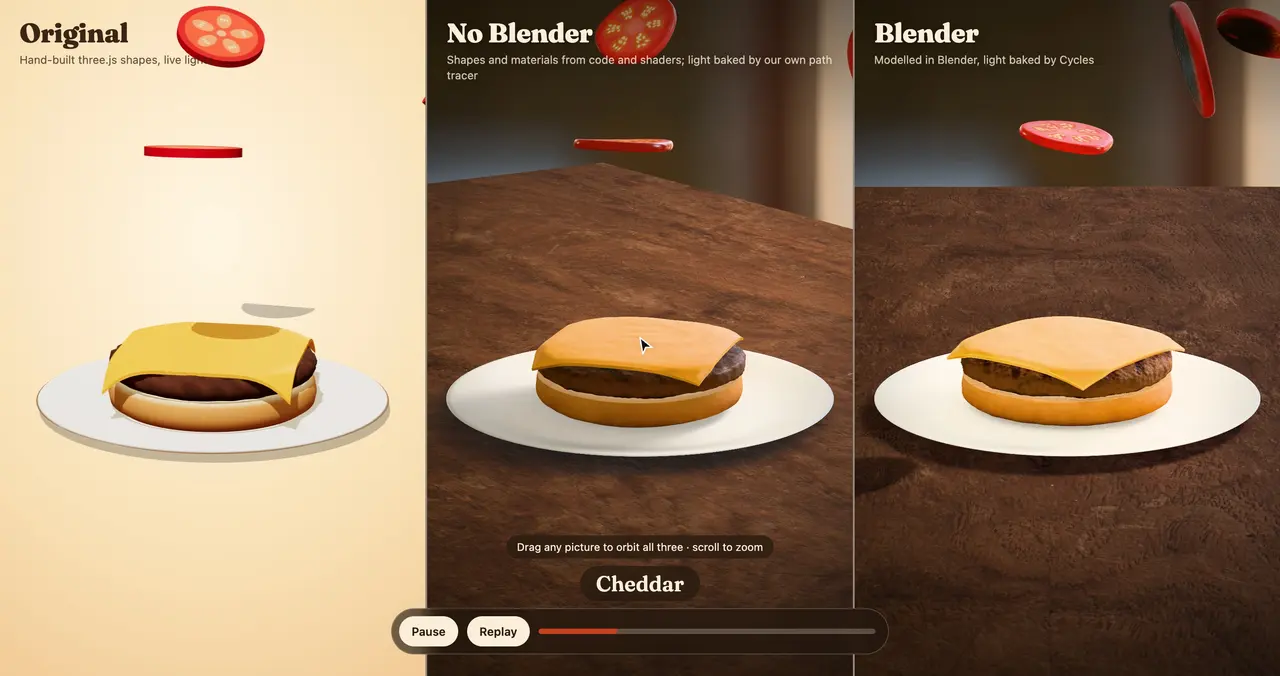 Original
Hand-built three.js shapes, live ligh
No Blender
Shapes and materials from code and shaders; light baked by our own path
tracer
Blender
Modelled in Blender, light baked by Cycles
Drag any picture to orbit all three · scroll to zoom
Cheddar
Pause
Replay